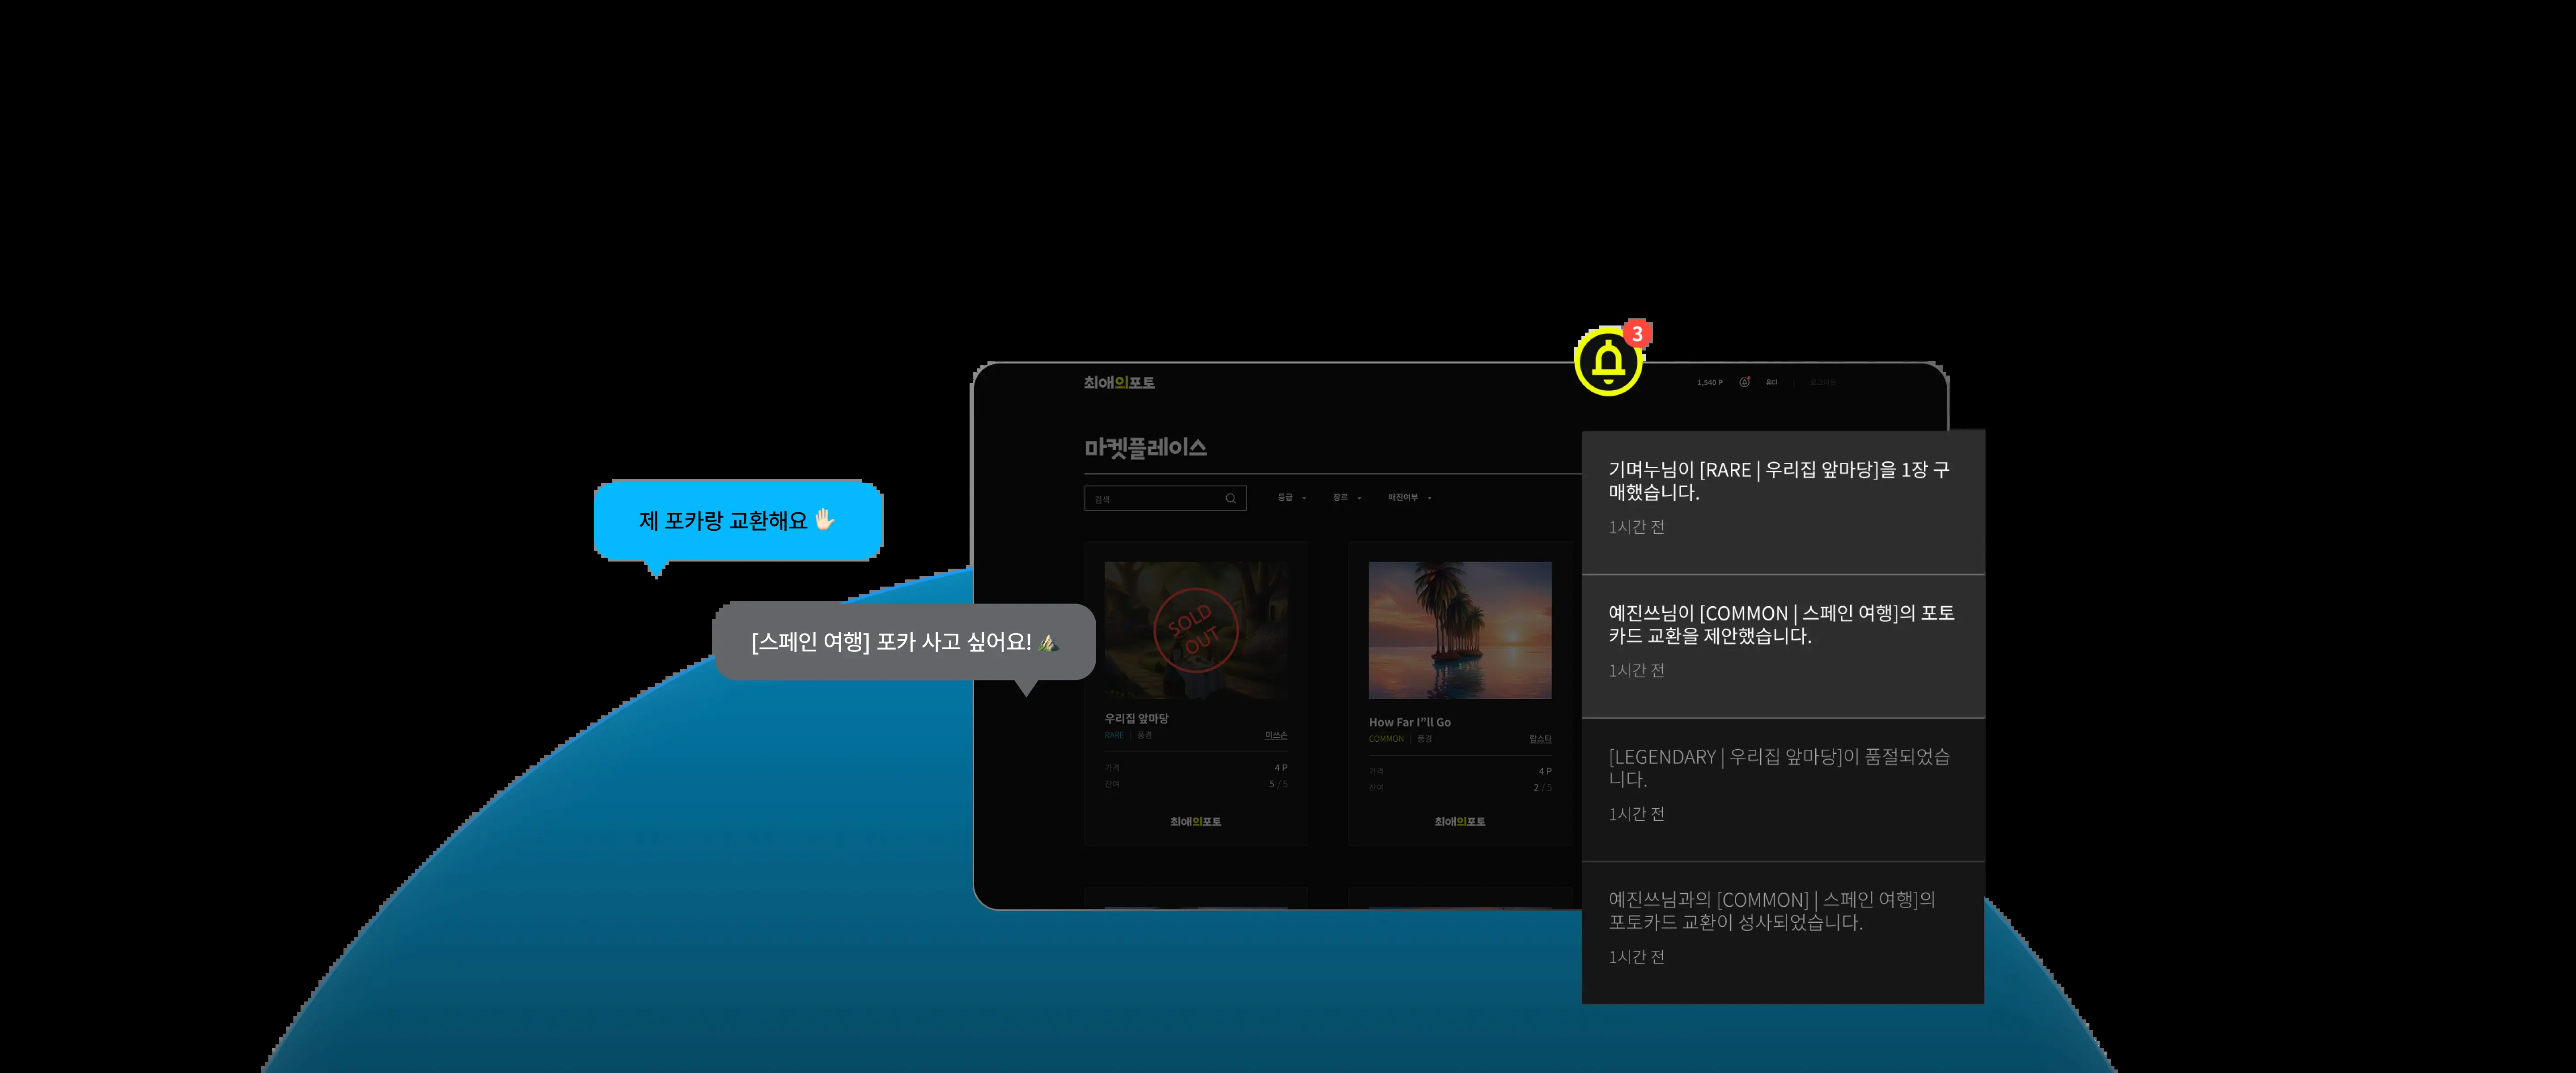 3
최애의포토
1,540 P
유디
로그아웃
마켓플레이스
검색
등급
장르
매진여부
제 포카랑 교환해요
[스페인 여행] 포카 사고 싶어요!
SOLD
OUT
우리집 앞마당
RARE | 풍경
미쓰손
가격
4 P
잔여
5 / 5
최애의포토
How Far I"ll Go
COMMON | 풍경
랍스타
가격
4 P
잔여
2 / 5
최애의포토
기며누님이 [RARE | 우리집 앞마당]을 1장 구
매했습니다.
1시간 전
예진쓰님이 [COMMON | 스페인 여행]의 포토
카드 교환을 제안했습니다.
1시간 전
[LEGENDARY | 우리집 앞마당]이 품절되었습
니다.
1시간 전
예진쓰님과의 [COMMON] | 스페인 여행]의
포토카드 교환이 성사되었습니다.
1시간 전